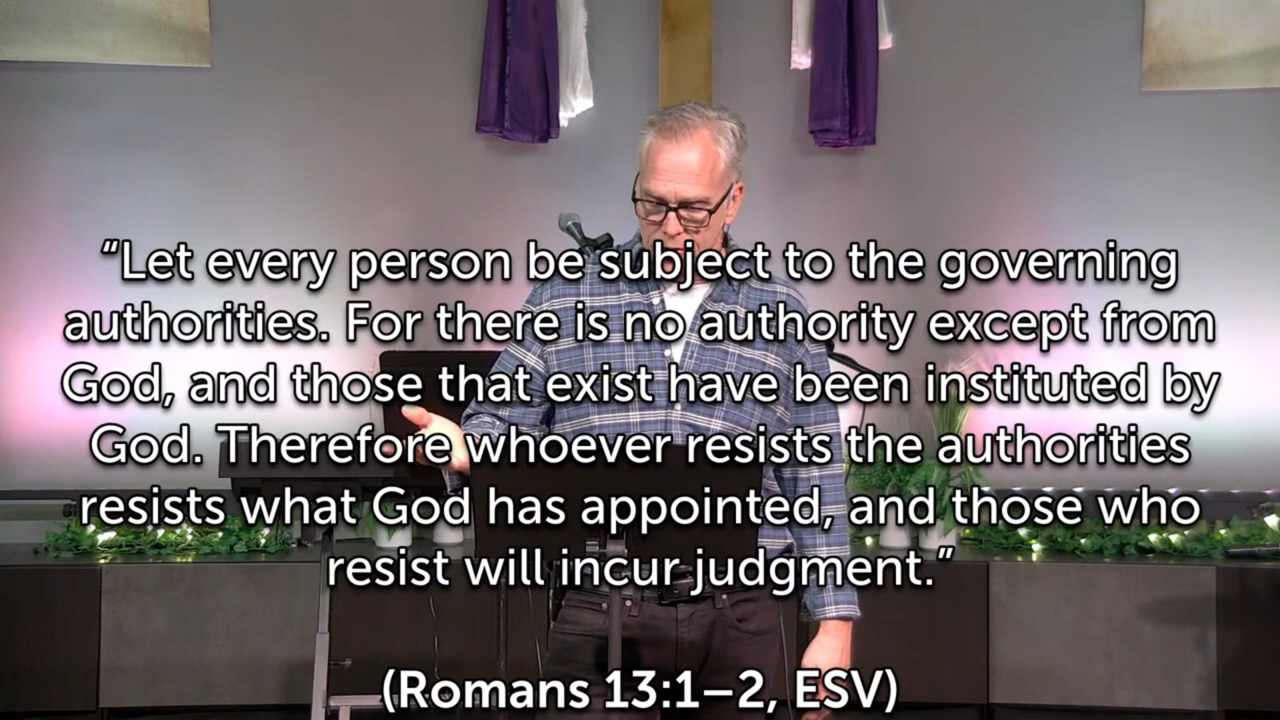 “Let every person be subject to the governing
authorities. For there is no authority except from
God, and those that exist have been instituted by
God. Therefore whoever resists the authorities
resists what God has appointed, and those who
resist will incur judgment.”
(Romans 13:1–2, ESV)